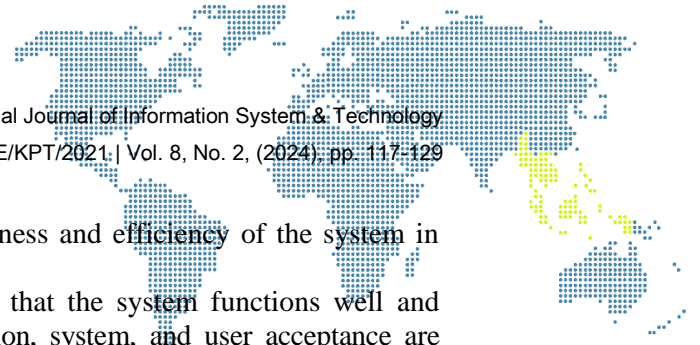 al Journal of Information System & Technology
E/KPT/2021 | Vol. 8, No. 2, (2024), pp. 117-129
ness and efficiency of the system in
that the system functions well and
ion, system, and user acceptance are